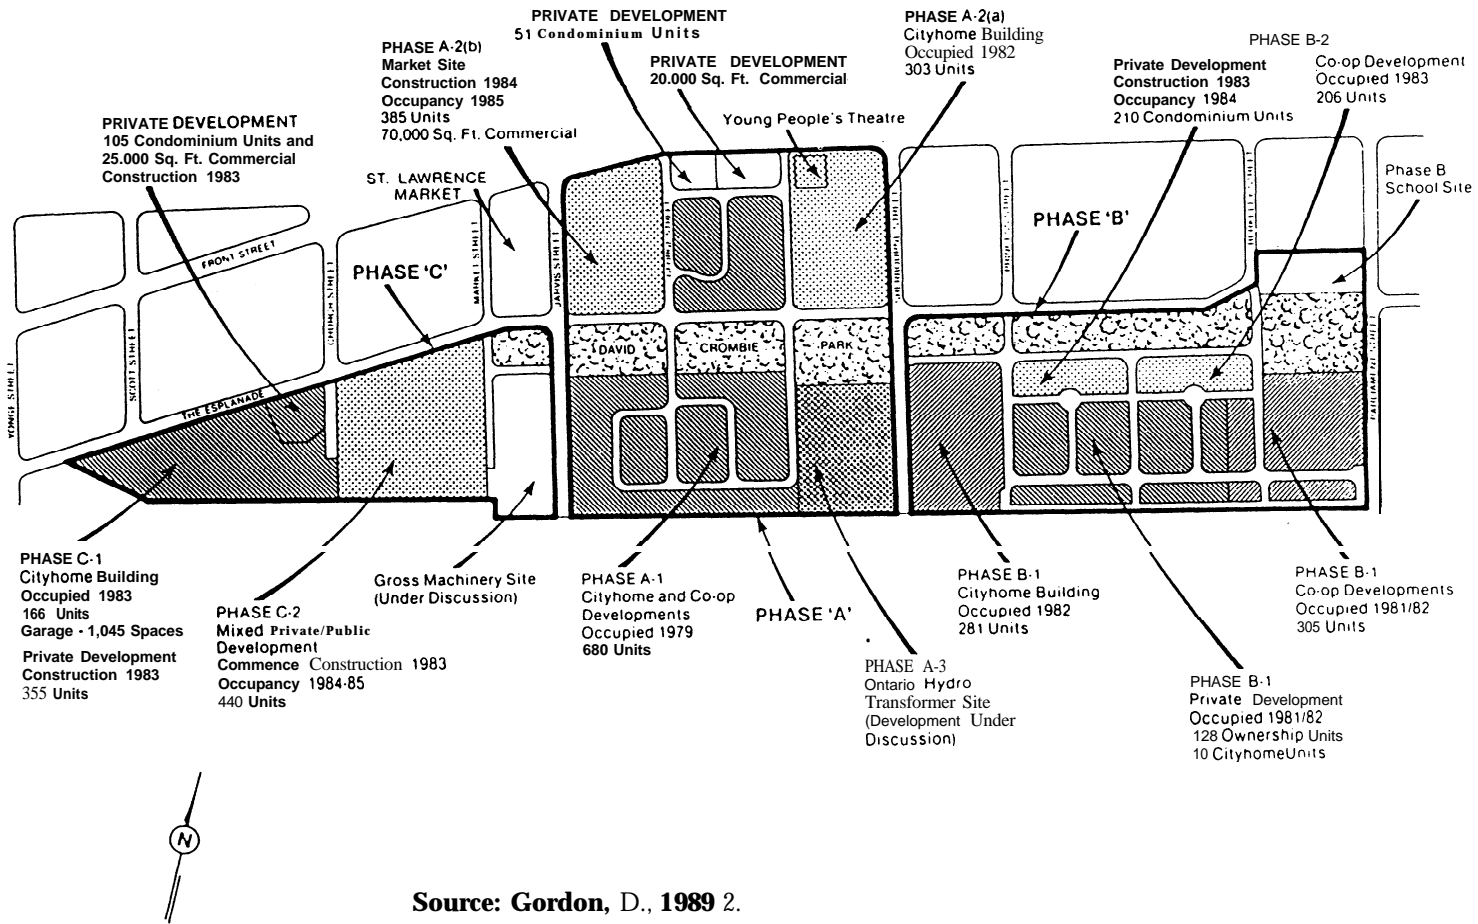 PRIVATE DEVELOPMENT
51 Condominium Units
PHASE A-2(b)
Market Site
Construction 1984
Occupancy 1985
385 Units
70,000 Sq. Ft. Commercial
PRIVATE DEVELOPMENT
20.000 Sq. Ft. Commercial
PHASE A-2(a)
Cityhome Building
Occupied 1982
303 Units
PHASE B-2
Private Development
Construction 1983
Occupancy 1984
210 Condominium Units
Co-op Development
Occupied 1983
206 Units
PRIVATE DEVELOPMENT
105 Condominium Units and
25.000 Sq. Ft. Commercial
Construction 1983
Young People's Theatre
ST. LAWRENCE
MARKET
Phase B
School Site
PHASE 'B'
PHASE 'C'
FRONT STREET
CHURCH STREET
MARKET STREET
JARVIS STREET
YONGE STREET
SCOTT STREET
THE ESPLANADE
PARLIAMENT STREET
DAVID
CROMBIE
PARK
PHASE C-1
Cityhome Building
Occupied 1983
166 Units
Garage - 1,045 Spaces
Private Development
Construction 1983
355 Units
PHASE C-2
Mixed Private/Public
Development
Commence Construction 1983
Occupancy 1984-85
440 Units
Gross Machinery Site
(Under Discussion)
PHASE A-1
Cityhome and Co-op
Developments
Occupied 1979
680 Units
PHASE 'A'
PHASE A-3
Ontario Hydro
Transformer Site
(Development Under
Discussion)
PHASE B-1
Cityhome Building
Occupied 1982
281 Units
PHASE B-1
Private Development
Occupied 1981/82
128 Ownership Units
10 CityhomeUnits
PHASE B-1
Co-op Developments
Occupied 1981/82
305 Units
N
Source: Gordon, D., 1989 2.